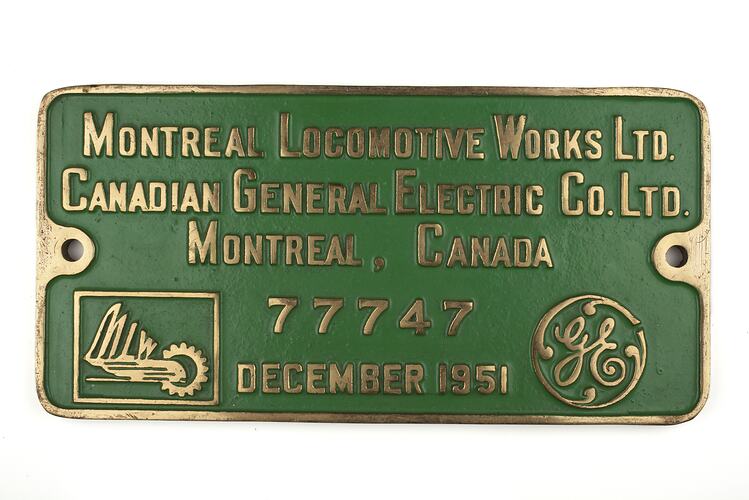 MONTREAL LOCOMOTIVE WORKS LTD.
CANADIAN GENERAL ELECTRIC CO. LTD.
MONTREAL, CANADA
77747
MLW
DECEMBER 1951
GE